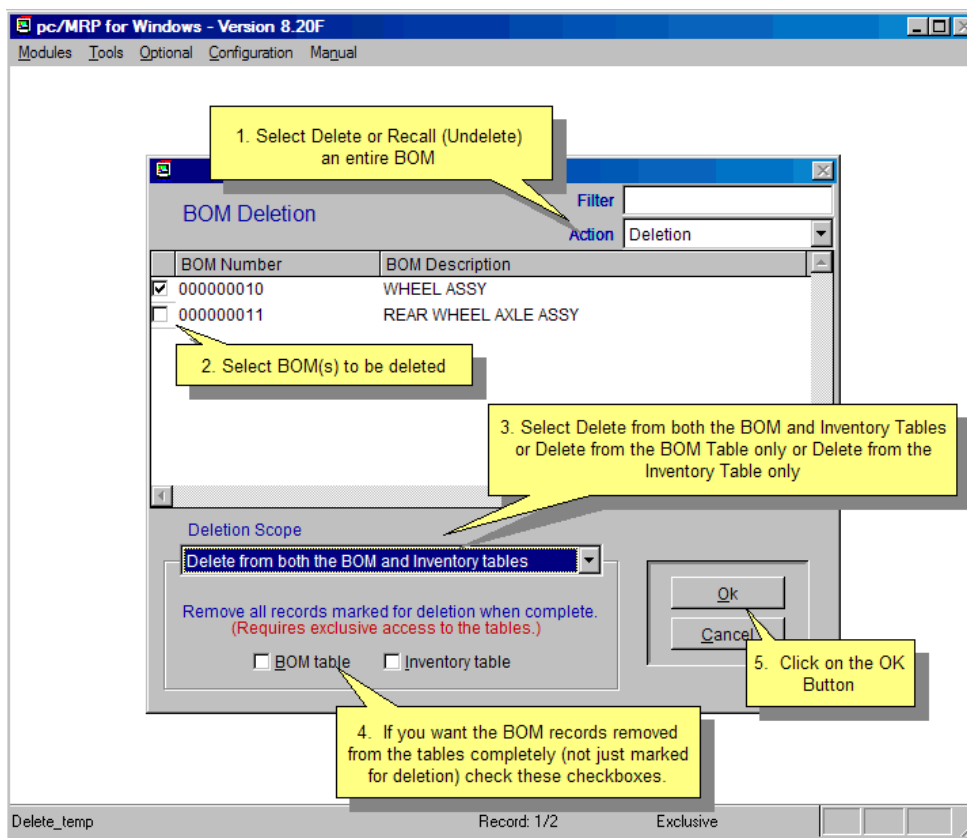 pc/MRP for Windows - Version 8.20F
Modules Tools Optional Configuration Manual
1. Select Delete or Recall (Undelete)
an entire BOM
BOM Deletion
Filter
Action Deletion
BOM Number BOM Description
000000010 WHEEL ASSY
000000011 REAR WHEEL AXLE ASSY
2. Select BOM(s) to be deleted
3. Select Delete from both the BOM and Inventory Tables
or Delete from the BOM Table only or Delete from the
Inventory Table only
Deletion Scope
Delete from both the BOM and Inventory tables
Remove all records marked for deletion when complete.
(Requires exclusive access to the tables.)
BOM table Inventory table
Ok
Cancel
5. Click on the OK
Button
4. If you want the BOM records removed
from the tables completely (not just marked
for deletion) check these checkboxes.
Delete_temp Record: 1/2 Exclusive